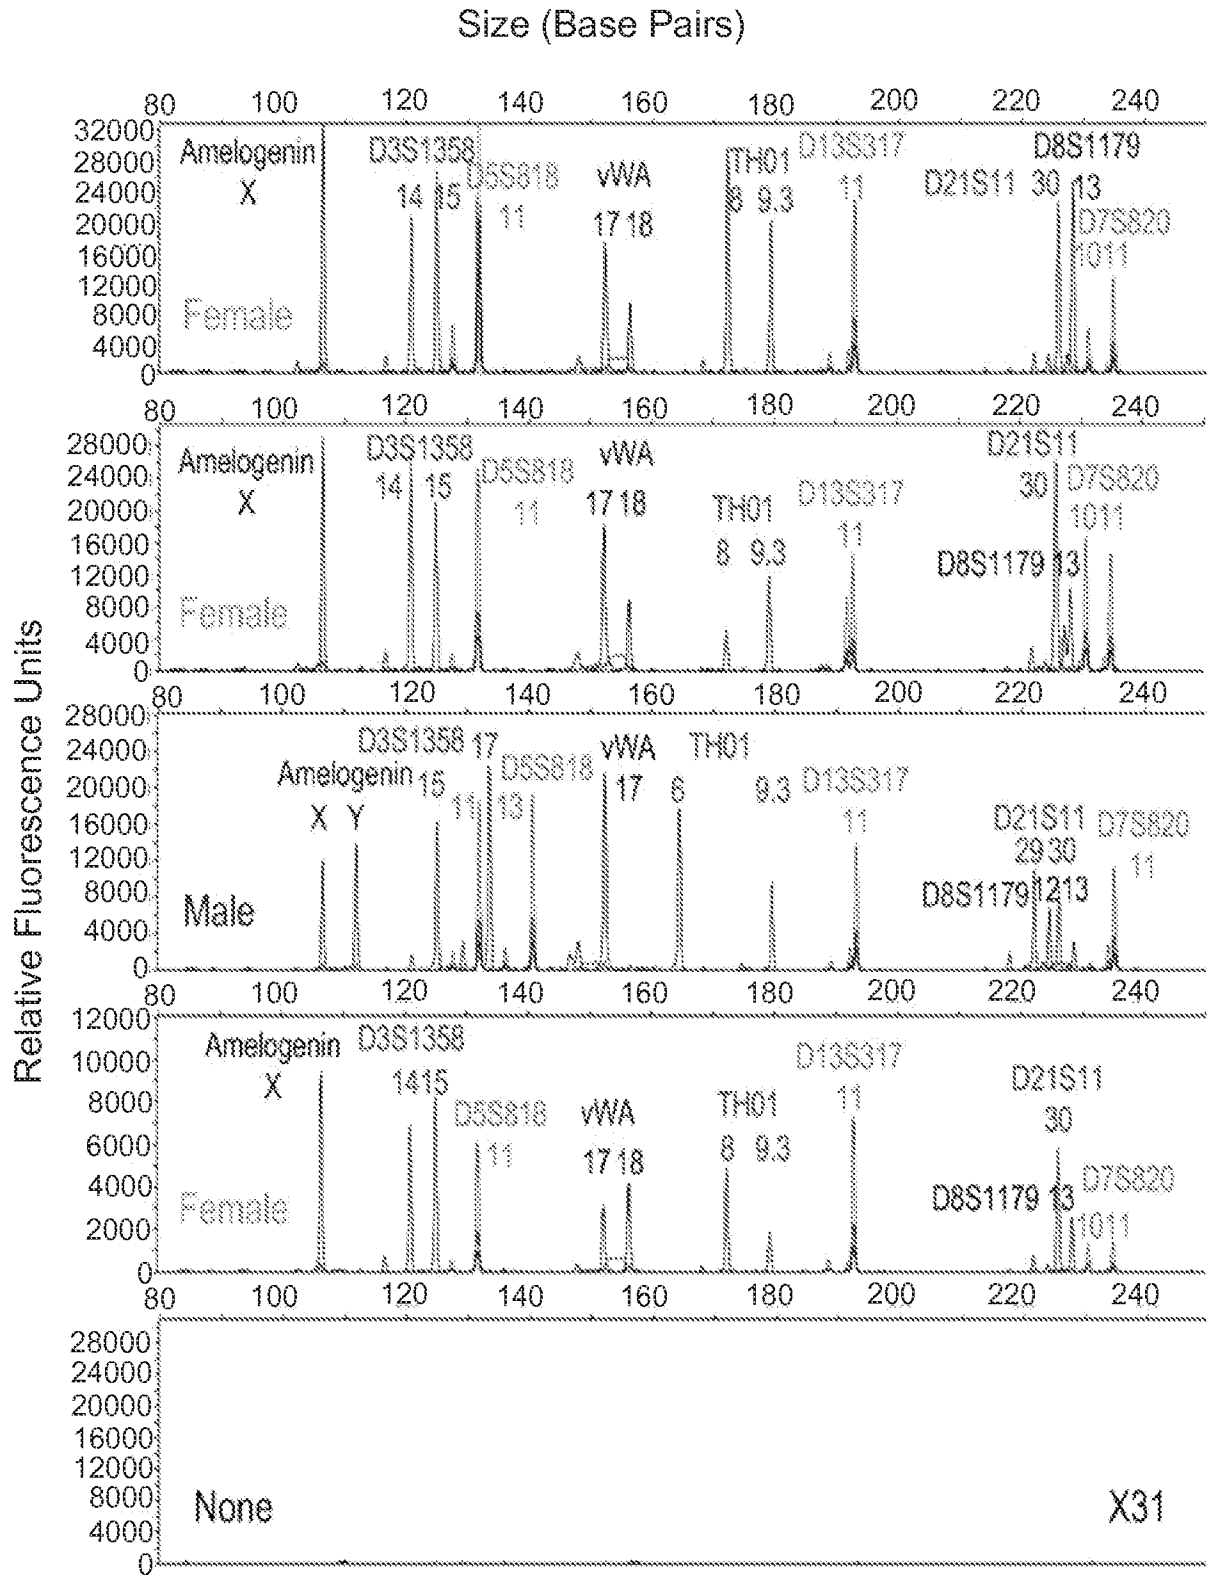 Size (Base Pairs)
Relative Fluorescence Units
80 100 120 140 160 180 200 220 240
32000
28000
24000
20000
16000
12000
8000
4000
0
Amelogenin D3S1358 D5S818 vWA TH01 D13S317 D21S11 30 D8S1179
X 14 15 11 17 18 8 9.3 11 13
D7S820
1011
Female
80 100 120 140 160 180 200 220 240
28000
24000
20000
16000
12000
8000
4000
0
Amelogenin D3S1358 D5S818 vWA TH01 D13S317 D21S11 D7S820
X 14 15 11 17 18 8 9.3 11 30 1011
D8S1179 13
Female
80 100 120 140 160 180 200 220 240
28000
24000
20000
16000
12000
8000
4000
0
Amelogenin D3S1358 17 D5S818 vWA TH01 D13S317 D21S11 D7S820
X Y 15 11 13 17 6 9.3 11 29 30 11
D8S1179 1213
Male
80 100 120 140 160 180 200 220 240
12000
10000
8000
6000
4000
2000
0
Amelogenin D3S1358 D5S818 vWA TH01 D13S317 D21S11
X 1415 11 17 18 8 9.3 11 30
D8S1179 13 D7S820
1011
Female
80 100 120 140 160 180 200 220 240
28000
24000
20000
16000
12000
8000
4000
0
None X31